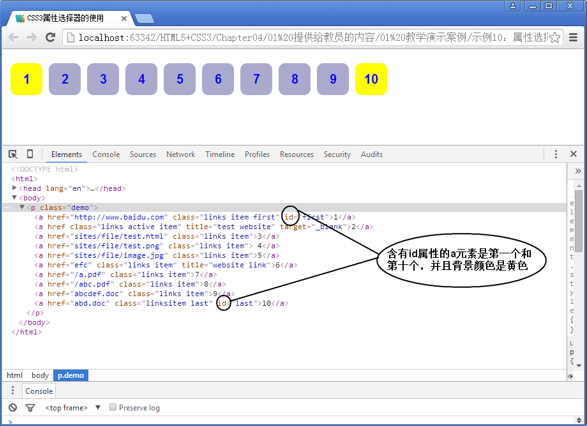 CSS3属性选择器的使用
localhost:63342/HTML5+CSS3/Chapter04/01%20提供给教员的内容/01%20教学演示案例/示例10：属性选择
1 2 3 4 5 6 7 8 9 10
Elements Console Sources Network Timeline Profiles Resources Security Audits
<!DOCTYPE html>
<html>
<head lang="en">…</head>
<body>
<p class="demo">
<a href="http://www.baidu.com" class="links item first" id="first">1</a>
<a href class="links active item" title="test website" target="_blank">2</a>
<a href="sites/file/test.html" class="links item">3</a>
<a href="sites/file/test.png" class="links item"> 4</a>
<a href="sites/file/image.jpg" class="links item">5</a>
<a href="efc" class="links item" title="website link">6</a>
<a href="/a.pdf" class="links item">7</a>
<a href="/abc.pdf" class="links item">8</a>
<a href="abcdef.doc" class="links item">9</a>
<a href="abd.doc" class="linksitem last" id="last">10</a>
</p>
</body>
</html>
含有id属性的a元素是第一个和
第十个，并且背景颜色是黄色
element.style {
}
p {
html body p.demo
Console
<top frame> Preserve log